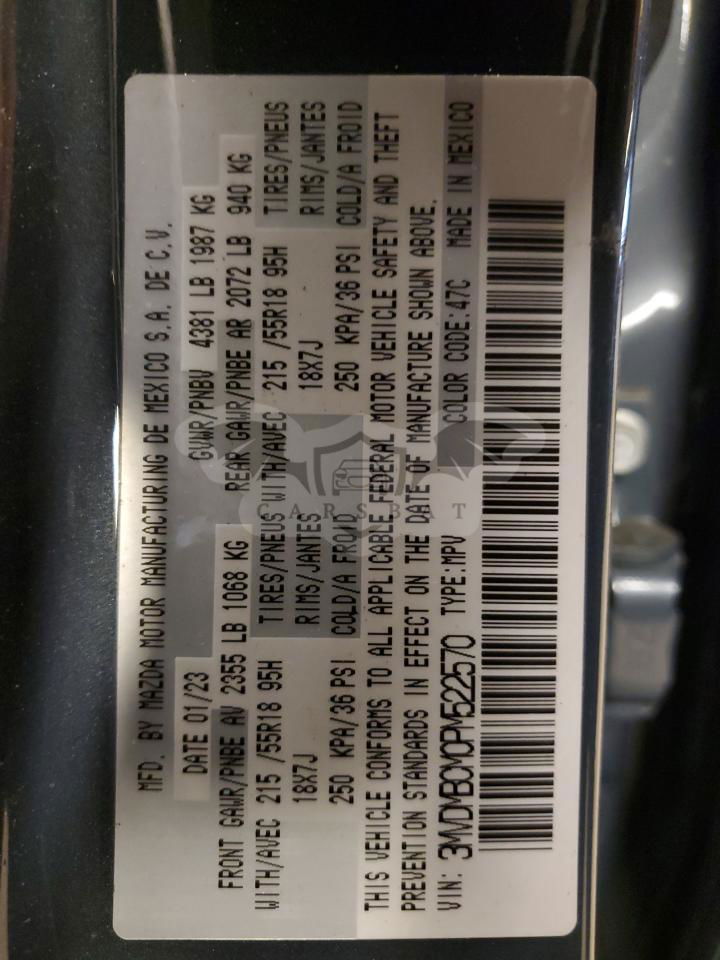 MFD. BY MAZDA MOTOR MANUFACTURING DE MEXICO S.A. DE C.V.
DATE 01/23 GVWR/PNBV 4381 LB 1987 KG
FRONT GAWR/PNBE AV 2355 LB 1068 KG REAR GAWR/PNBE AR 2072 LB 940 KG
WITH/AVEC 215 /55R18 95H TIRES/PNEUS WITH/AVEC 215 /55R18 95H TIRES/PNEUS
18X7J RIMS/JANTES 18X7J RIMS/JANTES
250 KPA/36 PSI COLD/A FROID 250 KPA/36 PSI COLD/A FROID
THIS VEHICLE CONFORMS TO ALL APPLICABLE FEDERAL MOTOR VEHICLE SAFETY AND THEFT
PREVENTION STANDARDS IN EFFECT ON THE DATE OF MANUFACTURE SHOWN ABOVE.
VIN: 3MVDMBCM0PM522570 TYPE:MPV COLOR CODE:47C MADE IN MEXICO
CARSBAT